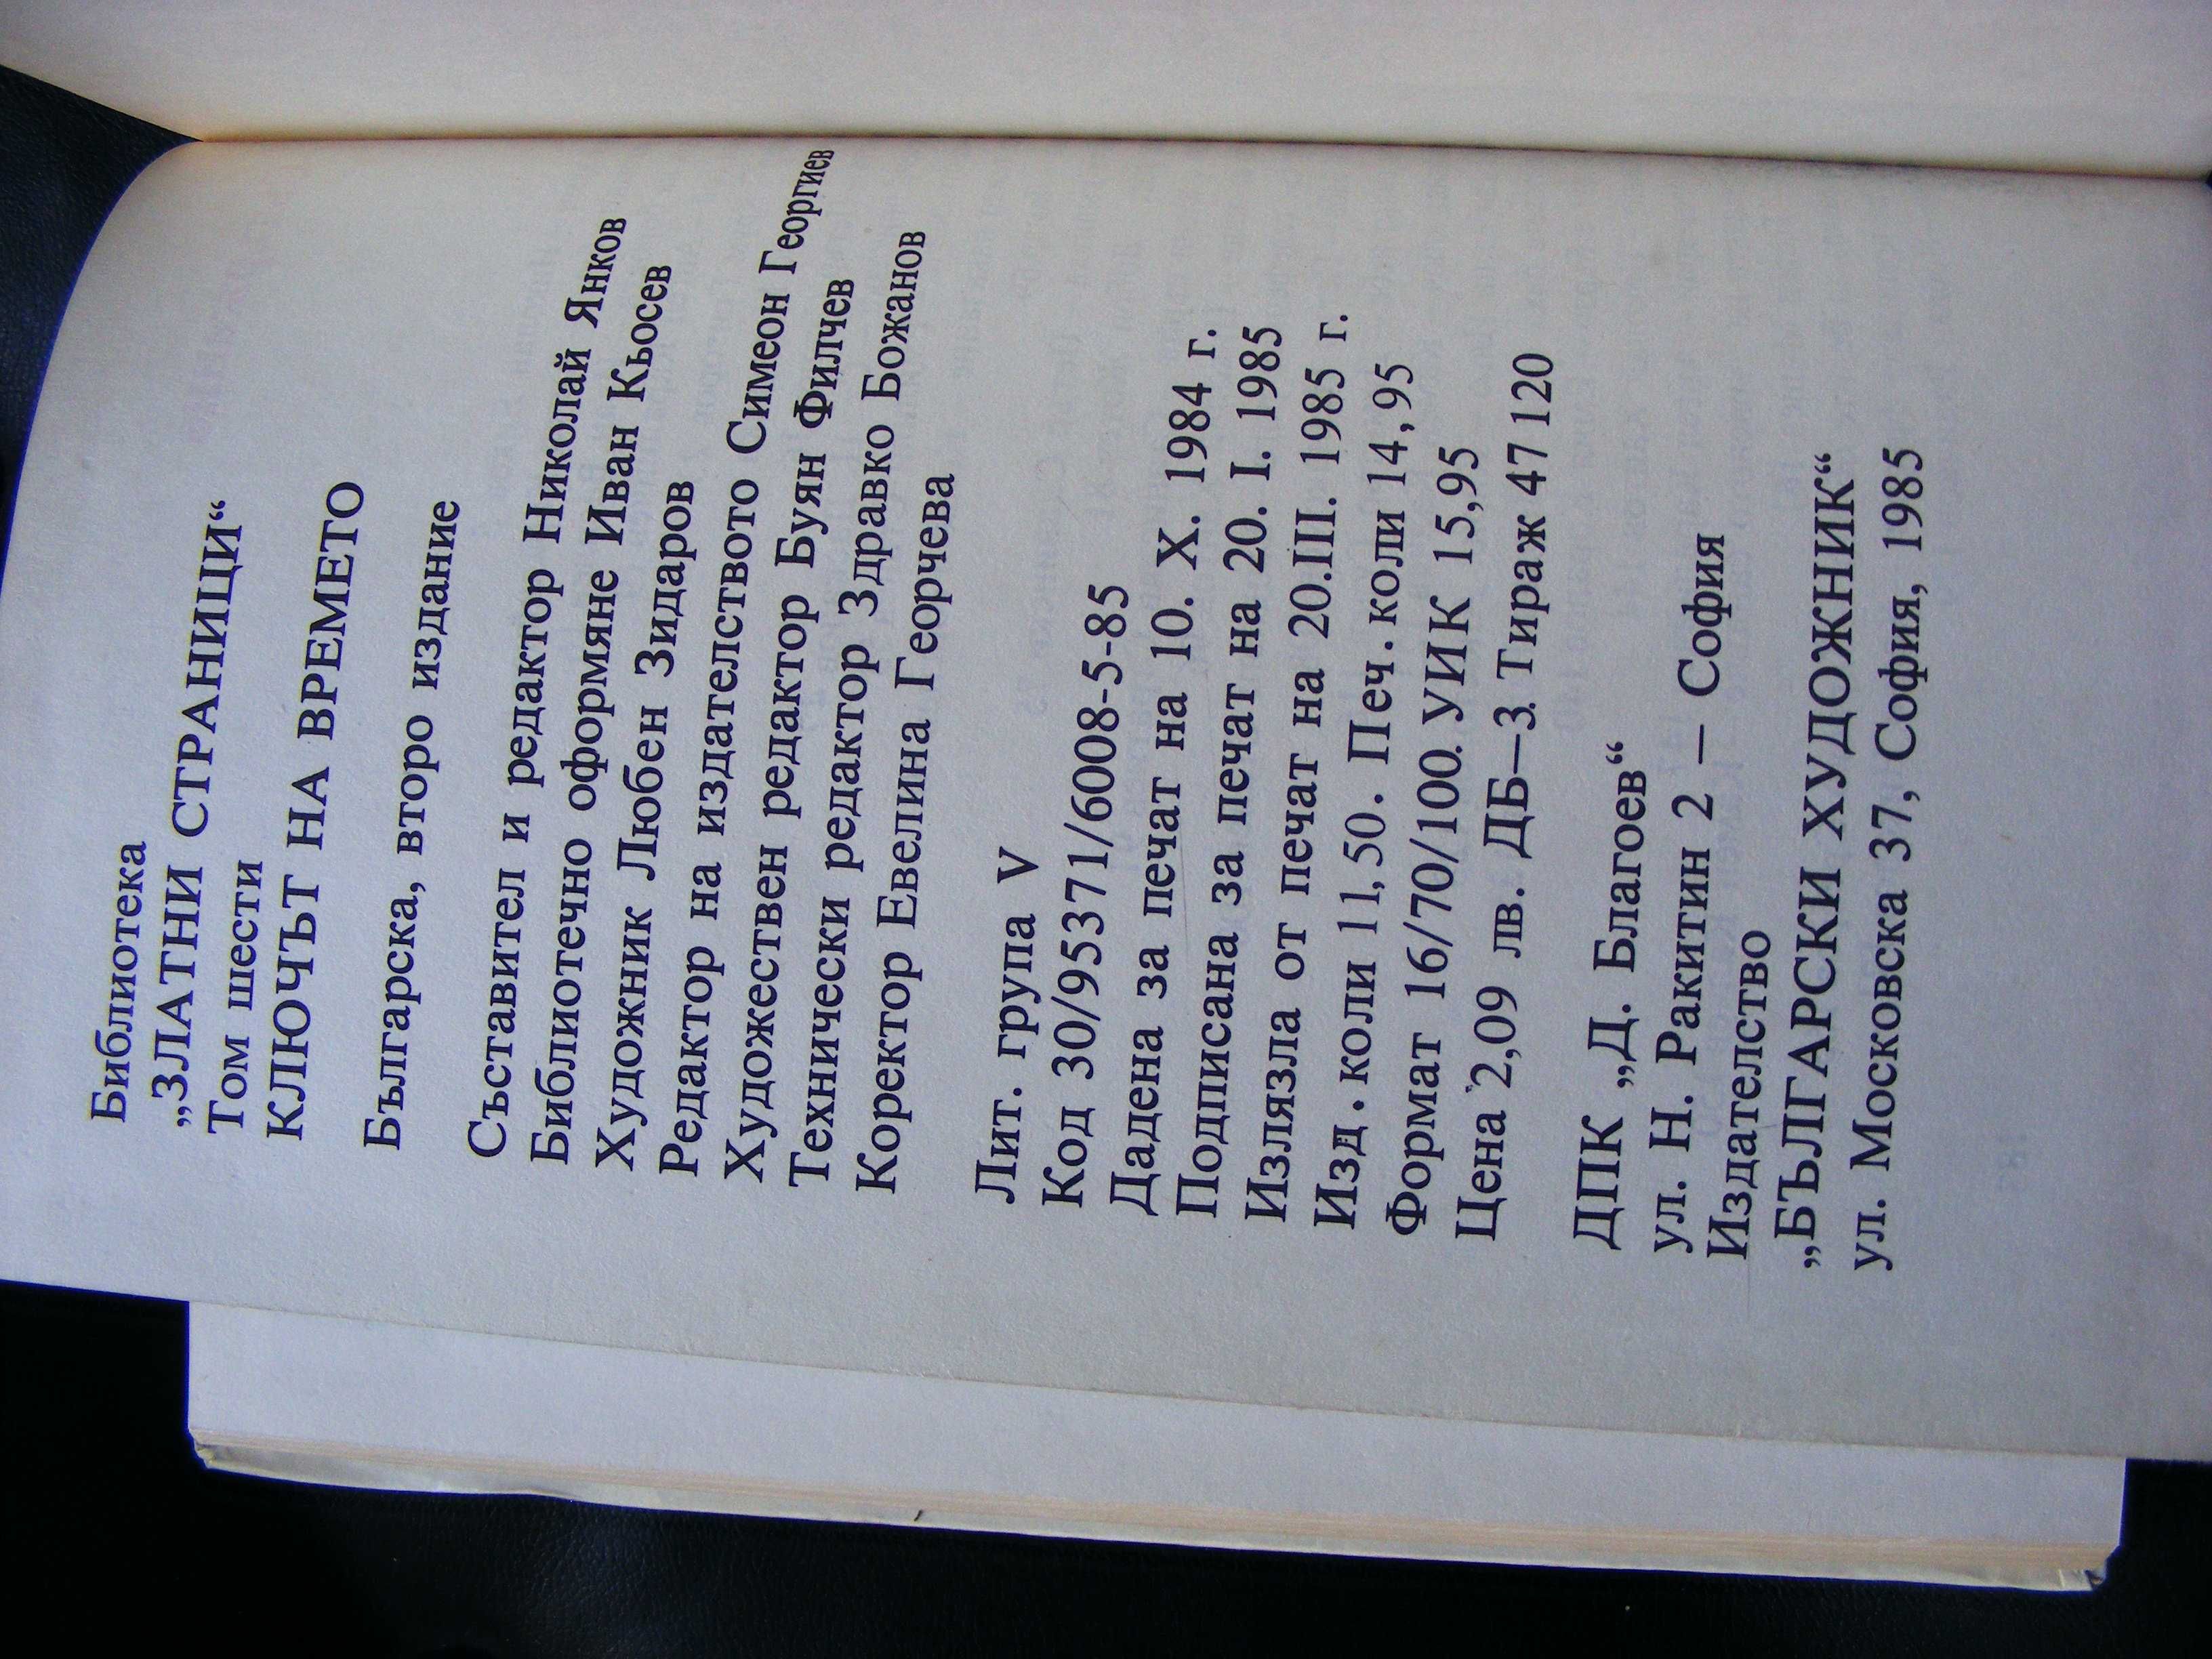 Библиотека
„ЗЛАТНИ СТРАНИЦИ“
Том шести
КЛЮЧЪТ НА ВРЕМЕТО
Българска, второ издание
Съставител и редактор Николай Янков
Библиотечно оформяне Иван Кьосев
Художник Любен Зидаров
Редактор на издателството Симеон Георгиев
Художествен редактор Буян Филчев
Технически редактор Здравко Божанов
Коректор Евелина Георчева
Лит. група V
Код 30/95371/6008-5-85
Дадена за печат на 10. X. 1984 г.
Подписана за печат на 20. I. 1985
Излязла от печат на 20.III. 1985 г.
Изд. коли 11,50. Печ. коли 14,95
Формат 16/70/100. УИК 15,95
Цена 2,09 лв. ДБ—3. Тираж 47 120
ДПК „Д. Благоев“
ул. Н. Ракитин 2 — София
Издателство
„БЪЛГАРСКИ ХУДОЖНИК“
ул. Московска 37, София, 1985